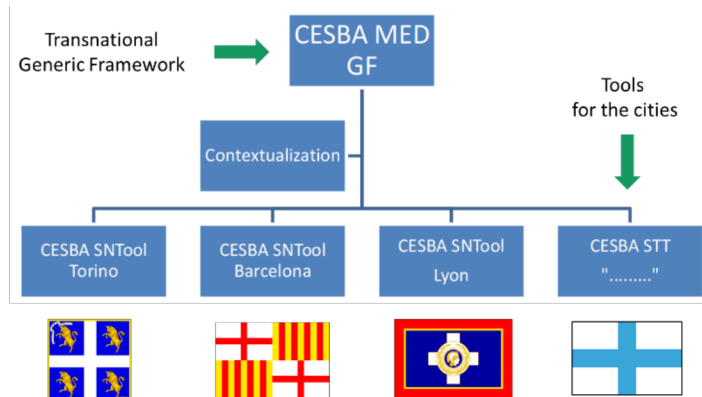 Transnational
Generic Framework
CESBA MED
GF
Tools
for the cities
Contextualization
CESBA SNTool
Torino
CESBA SNTool
Barcelona
CESBA SNTool
Lyon
CESBA STT
"........."